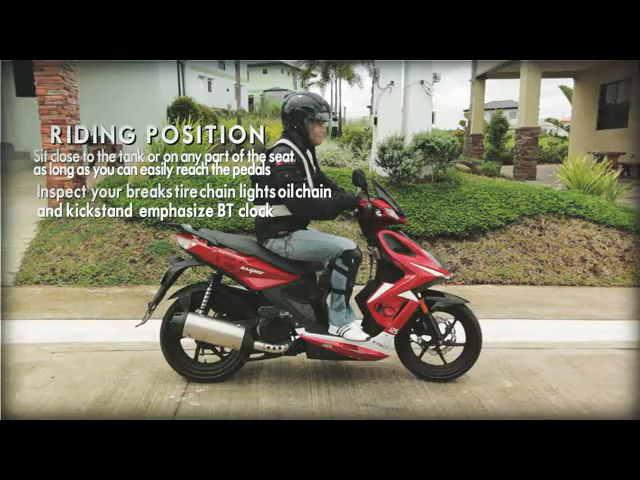 RIDING POSITION
Sit close to the tank or on any part of the seat
as long as you can easily reach the pedals
Inspect your breaks tire chain lights oil chain
and kickstand emphasize BT clock